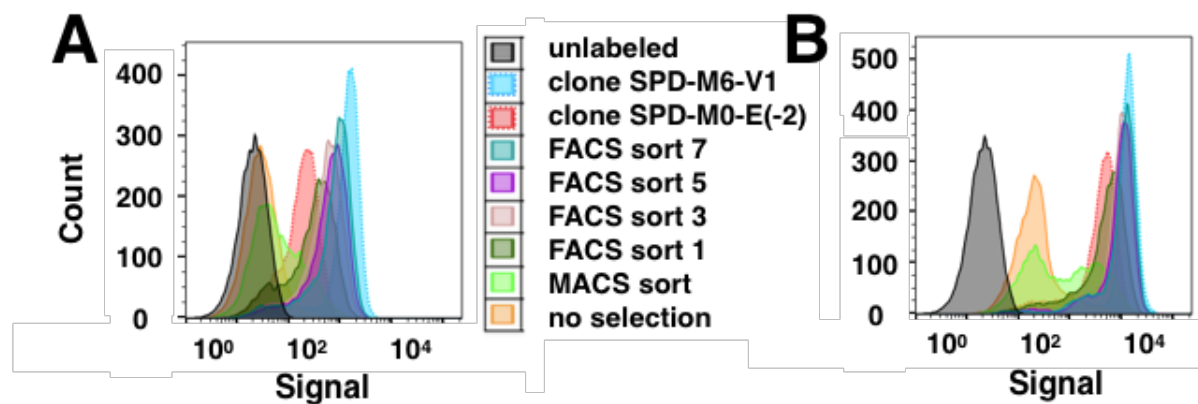 A
400
300
200
100
0
Count
10⁰ 10² 10⁴
Signal
unlabeled
clone SPD-M6-V1
clone SPD-M0-E(-2)
FACS sort 7
FACS sort 5
FACS sort 3
FACS sort 1
MACS sort
no selection
B
500
400
300
200
100
0
10⁰ 10² 10⁴
Signal